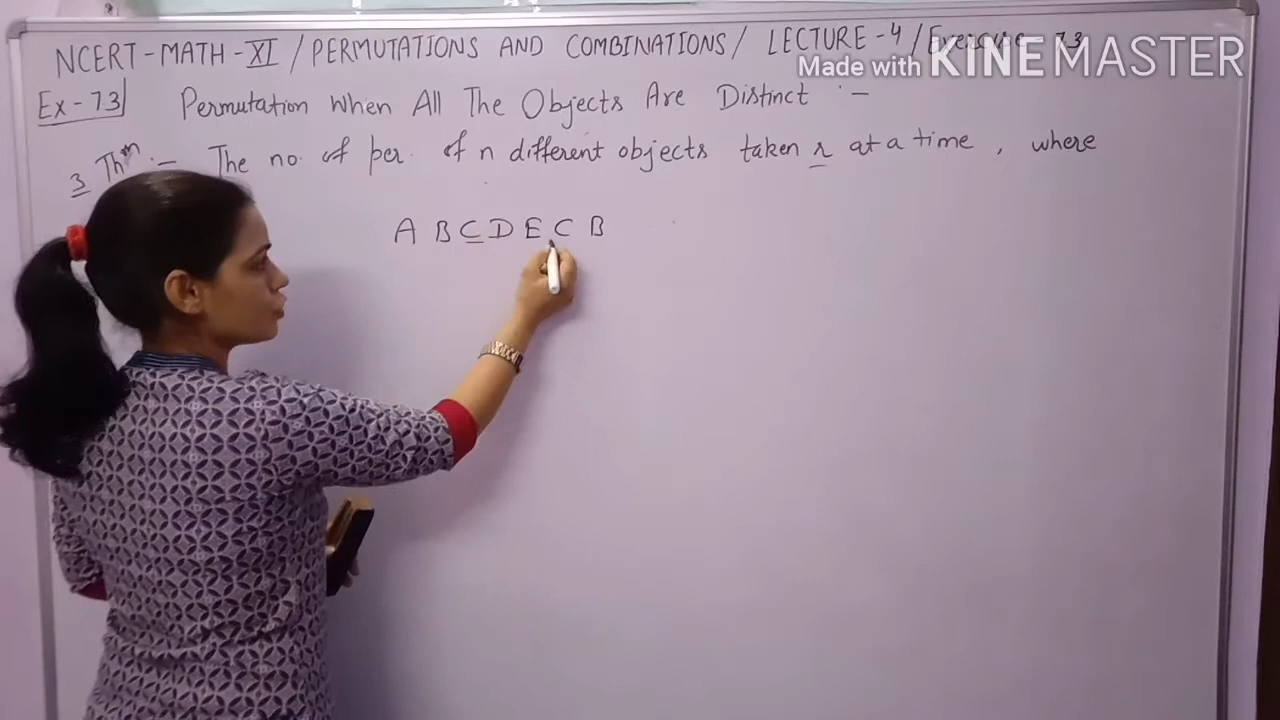 NCERT-MATH-XI / PERMUTATIONS AND COMBINATIONS / LECTURE-4 / Exercise 7.3
Made with KINEMASTER
Ex-7.3 Permutation When All The Objects Are Distinct :-
3 Thm :- The no. of per. of n different objects taken r at a time, where
A B C D E C B